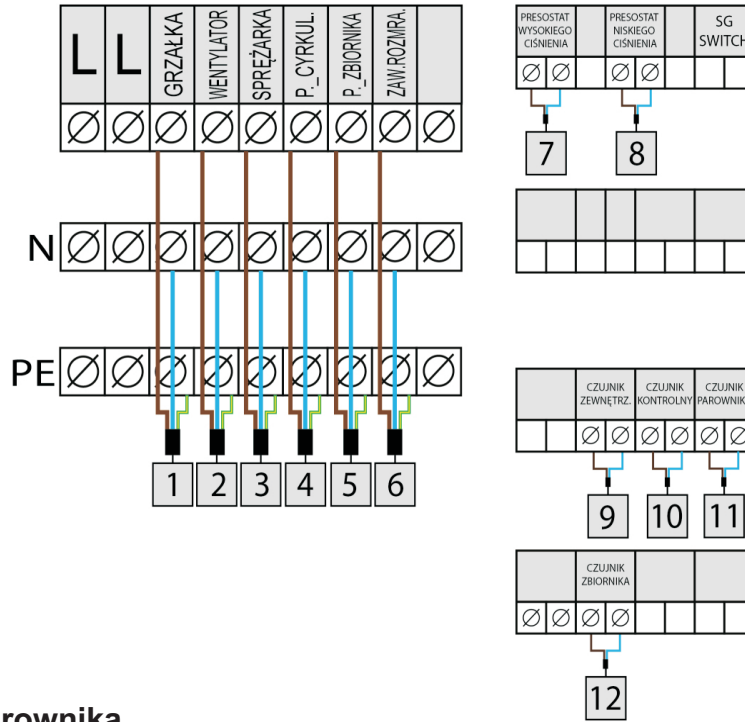 L L GRZAŁKA WENTYLATOR SPRĘŻARKA P._CYRKUL. P._ZBIORNIKA ZAW.ROZMRA.
N
PE
1 2 3 4 5 6
PRESOSTAT
WYSOKIEGO
CIŚNIENIA
PRESOSTAT
NISKIEGO
CIŚNIENIA
SG
SWITCH
7 8
CZUJNIK
ZEWNĘTRZ.
CZUJNIK
KONTROLNY
CZUJNIK
PAROWNIK
9 10 11
CZUJNIK
ZBIORNIKA
12
rownika